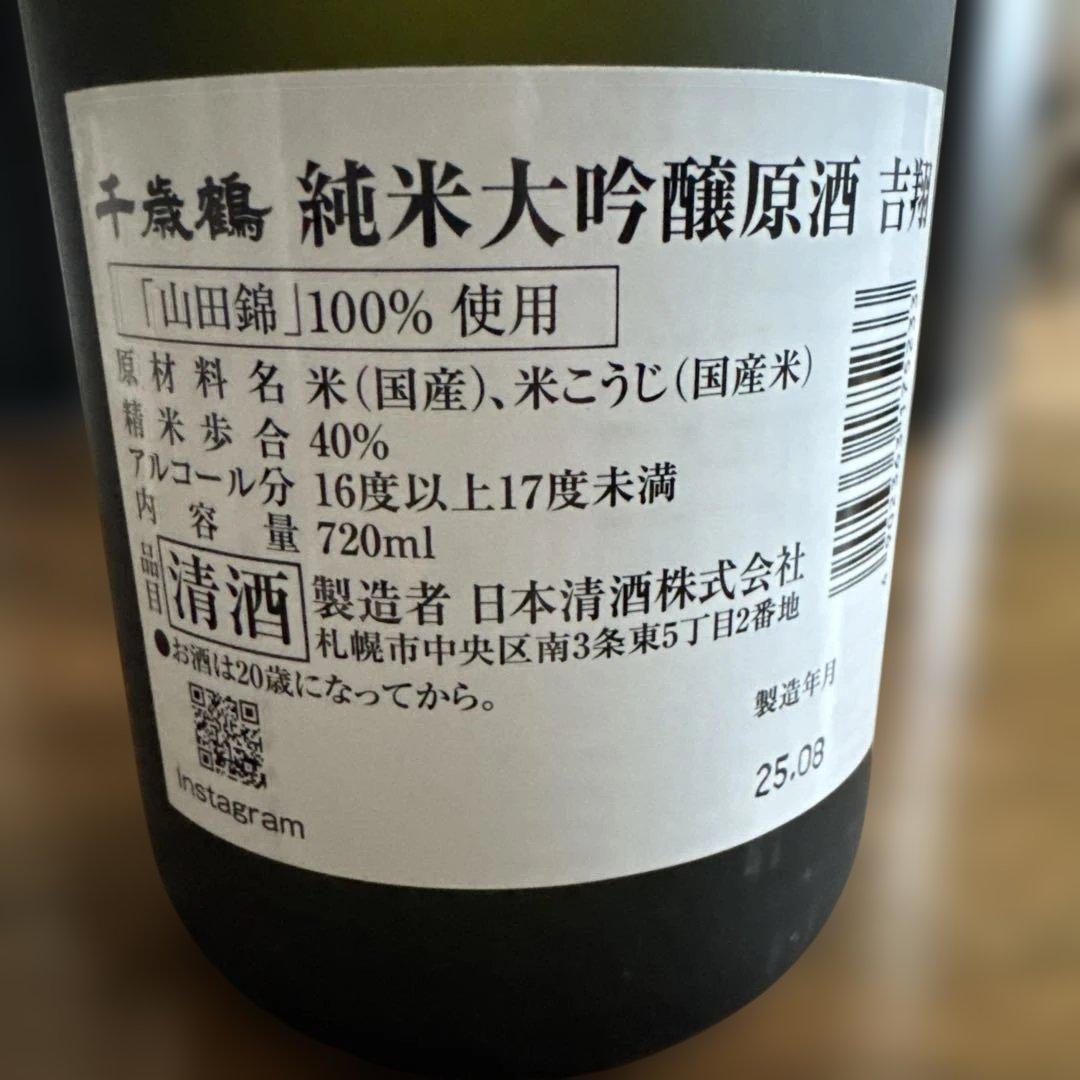 千歳鶴 純米大吟醸原酒 吉翔
「山田錦」100% 使用
原材料名 米(国産)、米こうじ(国産米)
精米歩合 40%
アルコール分 16度以上17度未満
内容量 720ml
品目 清酒 製造者 日本清酒株式会社
札幌市中央区南3条東5丁目2番地
●お酒は20歳になってから。
製造年月
25.08
Instagram